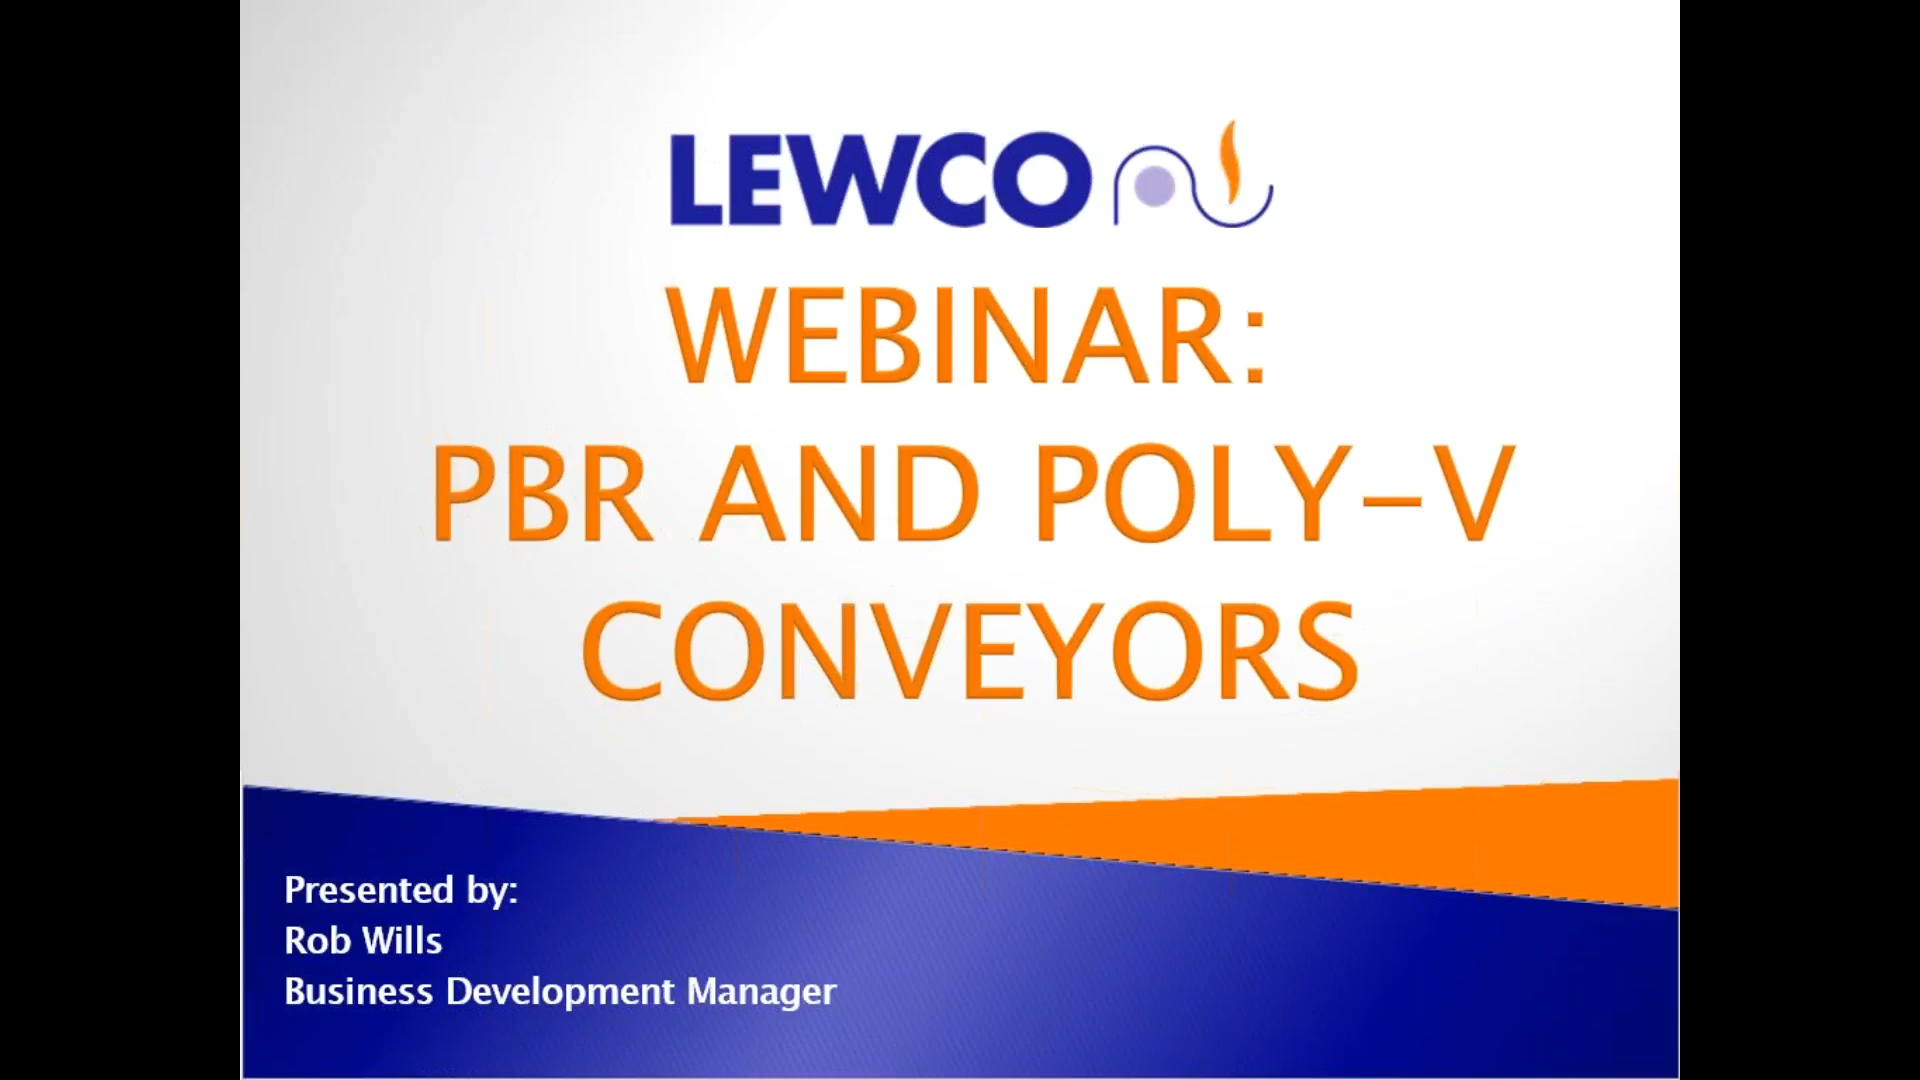 LEWCO
WEBINAR:
PBR AND POLY-V
CONVEYORS
Presented by:
Rob Wills
Business Development Manager